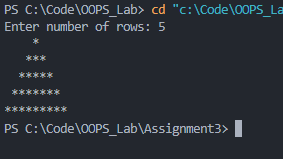 PS C:\Code\OOPS_Lab> cd "c:\Code\OOPS_La
Enter number of rows: 5
    *
   ***
  *****
 *******
*********
PS C:\Code\OOPS_Lab\Assignment3>